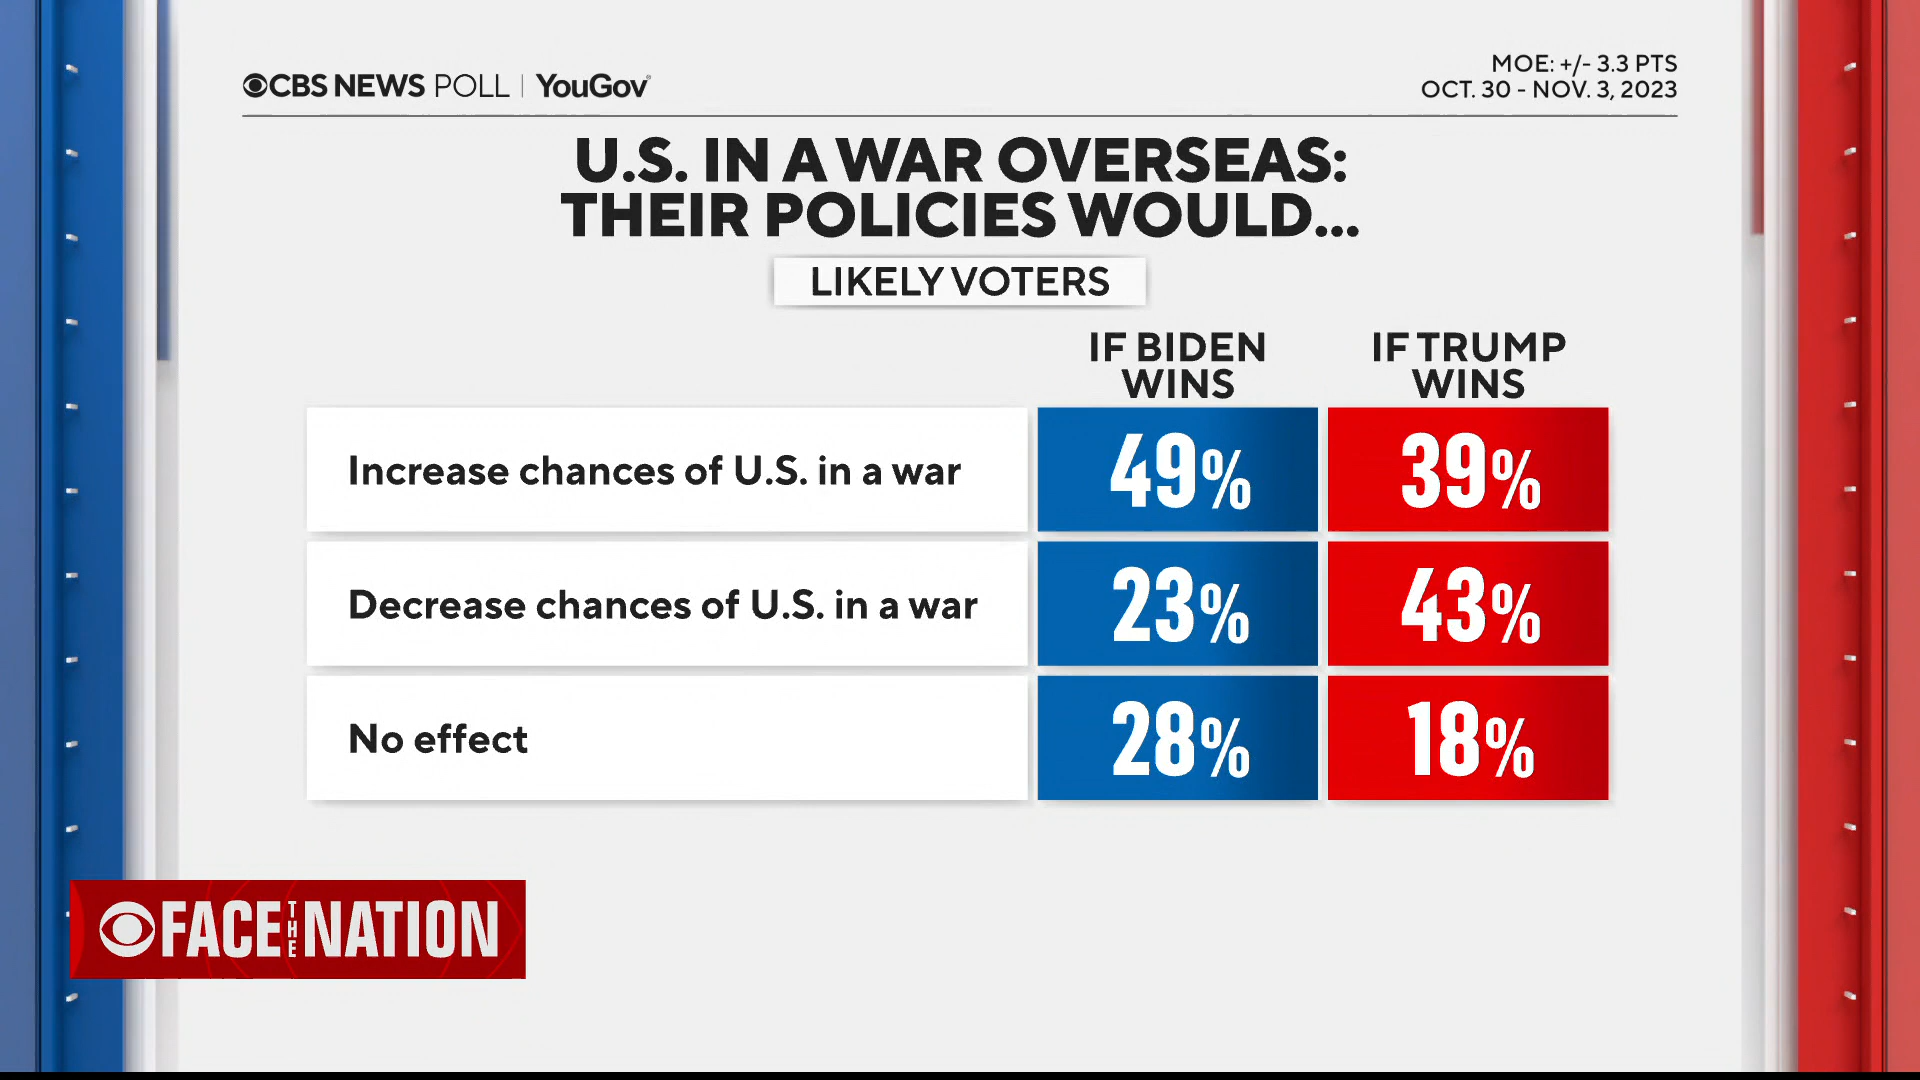 CBS NEWS POLL | YouGov
MOE: +/- 3.3 PTS
OCT. 30 - NOV. 3, 2023
U.S. IN A WAR OVERSEAS:
THEIR POLICIES WOULD...
LIKELY VOTERS
IF BIDEN
WINS
IF TRUMP
WINS
Increase chances of U.S. in a war 49% 39%
Decrease chances of U.S. in a war 23% 43%
No effect 28% 18%
FACE THE NATION